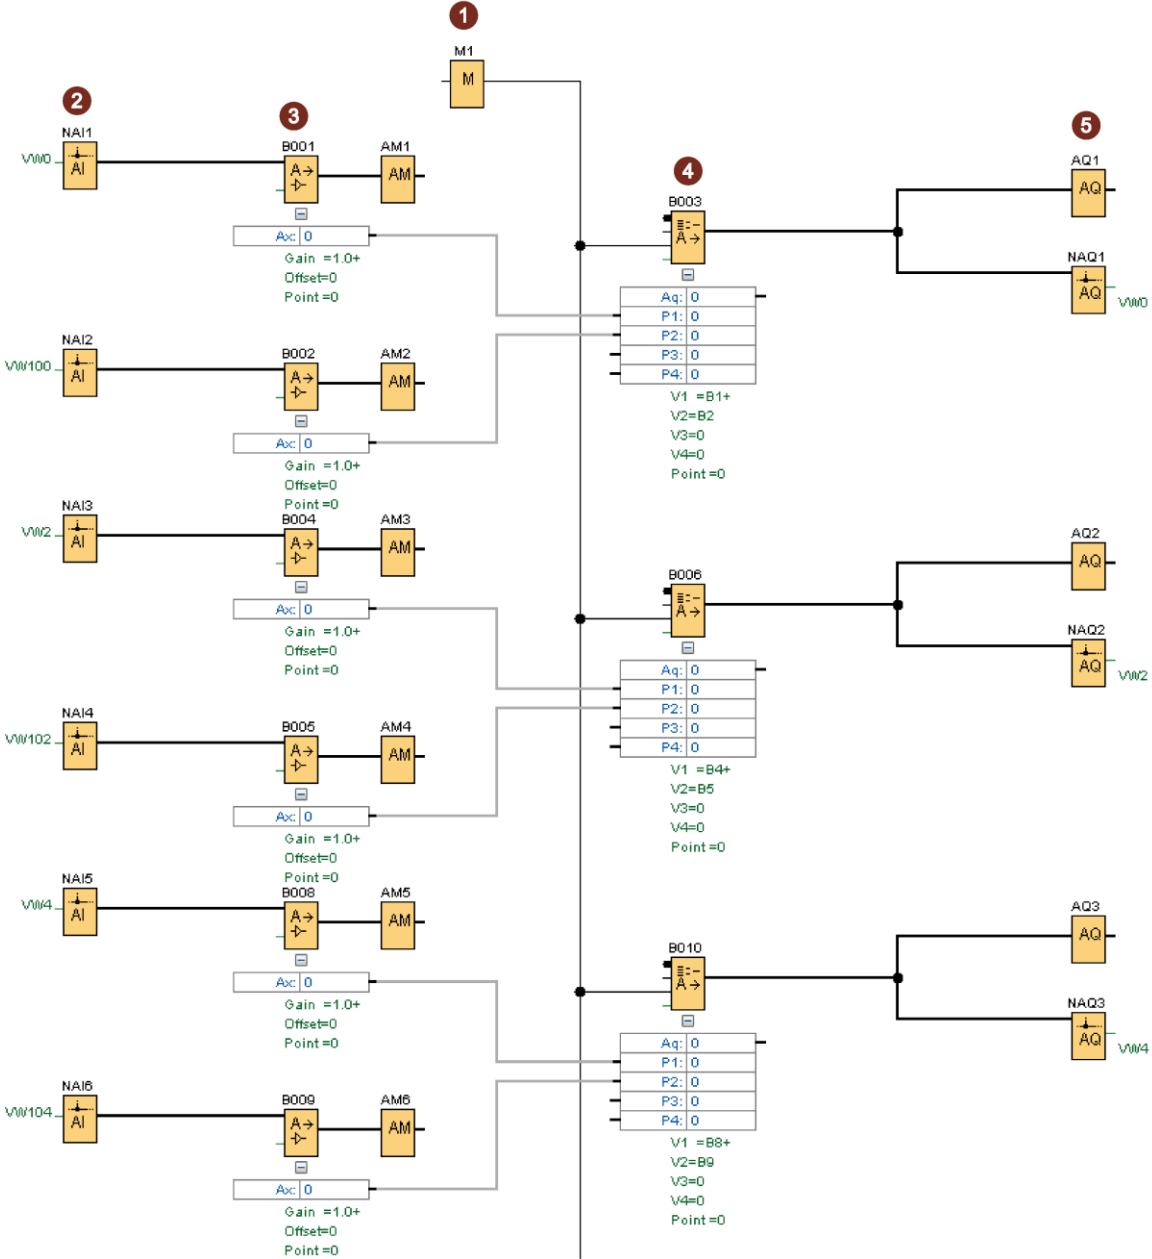 1
M1
M
2
NAI1
VW0
AI
3
B001
A→
AM1
AM
Ax: 0
Gain =1.0+
Offset=0
Point =0
4
B003
A→
Aq: 0
P1: 0
P2: 0
P3: 0
P4: 0
V1 =B1+
V2=B2
V3=0
V4=0
Point =0
5
AQ1
AQ
NAQ1
AQ
VW0
NAI2
VW100
AI
B002
A→
AM2
AM
Ax: 0
Gain =1.0+
Offset=0
Point =0
NAI3
VW2
AI
B004
A→
AM3
AM
Ax: 0
Gain =1.0+
Offset=0
Point =0
B006
A→
Aq: 0
P1: 0
P2: 0
P3: 0
P4: 0
V1 =B4+
V2=B5
V3=0
V4=0
Point =0
AQ2
AQ
NAQ2
AQ
VW2
NAI4
VW102
AI
B005
A→
AM4
AM
Ax: 0
Gain =1.0+
Offset=0
Point =0
NAI5
VW4
AI
B008
A→
AM5
AM
Ax: 0
Gain =1.0+
Offset=0
Point =0
B010
A→
Aq: 0
P1: 0
P2: 0
P3: 0
P4: 0
V1 =B8+
V2=B9
V3=0
V4=0
Point =0
AQ3
AQ
NAQ3
AQ
VW4
NAI6
VW104
AI
B009
A→
AM6
AM
Ax: 0
Gain =1.0+
Offset=0
Point =0